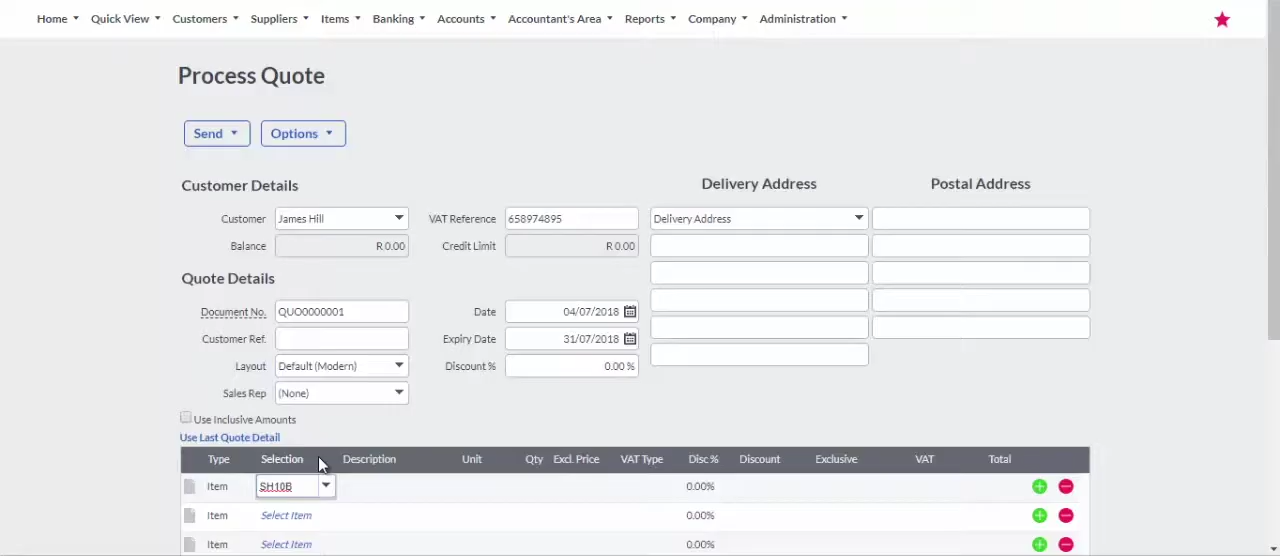 Home Quick View Customers Suppliers Items Banking Accounts Accountant's Area Reports Company Administration
Process Quote
Send Options
Customer Details Delivery Address Postal Address
Customer James Hill VAT Reference 658974895 Delivery Address
Balance R 0.00 Credit Limit R 0.00
Quote Details
Document No. QUO0000001 Date 04/07/2018
Customer Ref. Expiry Date 31/07/2018
Layout Default (Modern) Discount % 0.00 %
Sales Rep (None)
Use Inclusive Amounts
Use Last Quote Detail
Type Selection Description Unit Qty Excl. Price VAT Type Disc % Discount Exclusive VAT Total
Item SH10B 0.00%
Item Select Item 0.00%
Item Select Item 0.00%